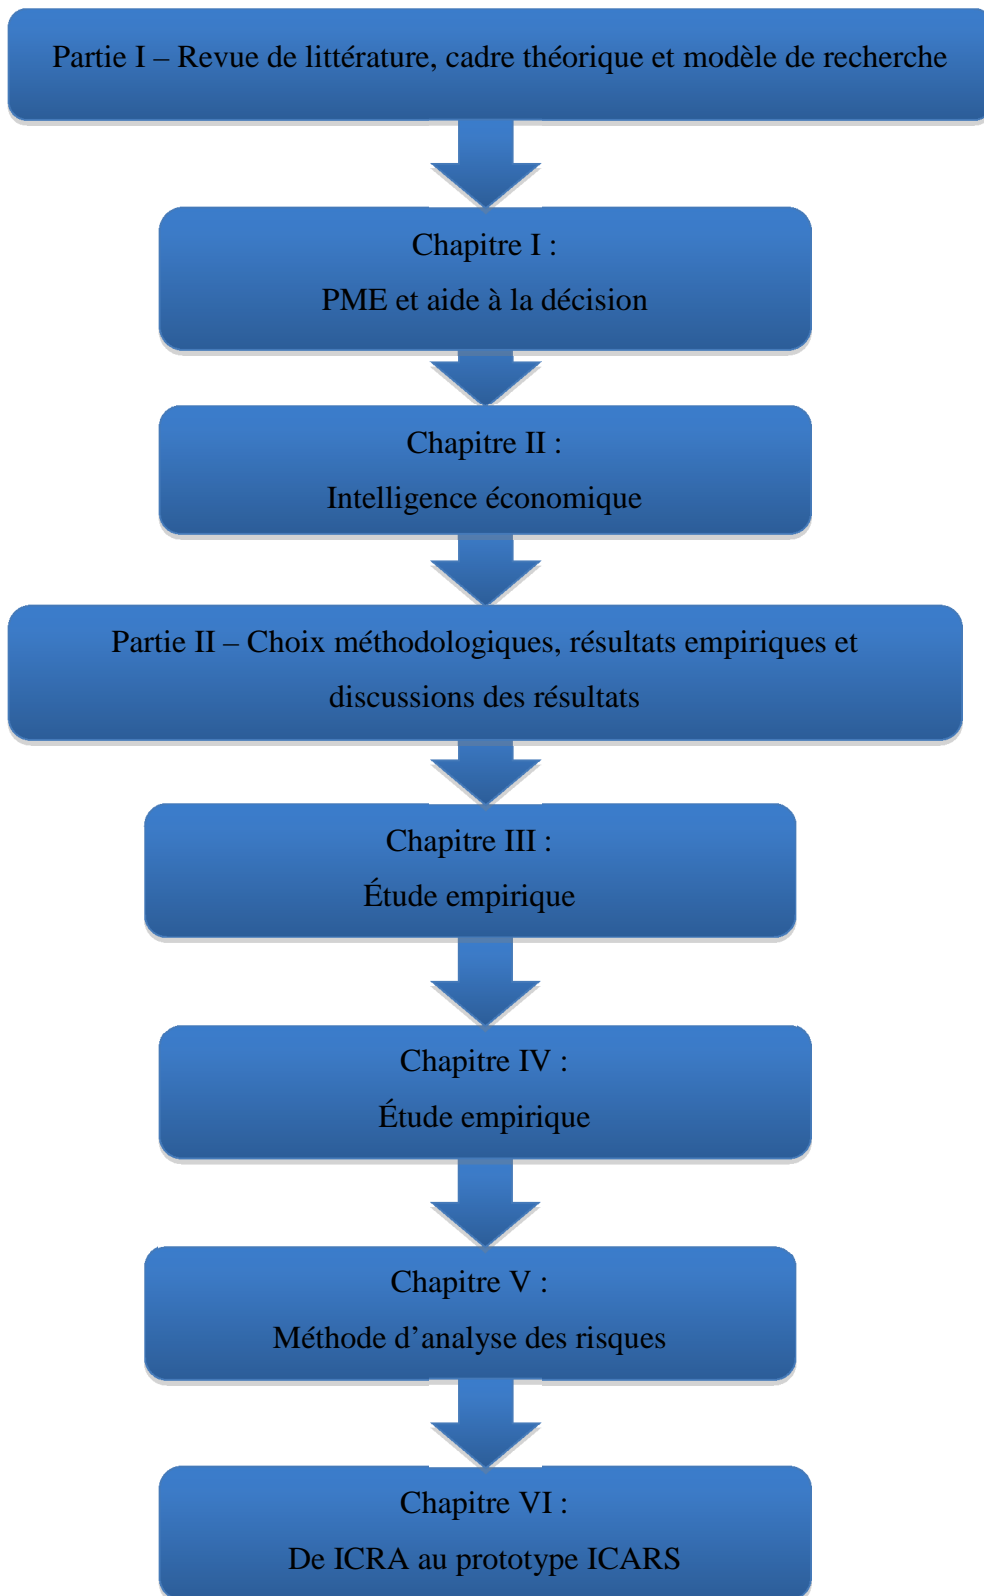 Partie I – Revue de littérature, cadre théorique et modèle de recherche
Chapitre I :
PME et aide à la décision
Chapitre II :
Intelligence économique
Partie II – Choix méthodologiques, résultats empiriques et
discussions des résultats
Chapitre III :
Étude empirique
Chapitre IV :
Étude empirique
Chapitre V :
Méthode d’analyse des risques
Chapitre VI :
De ICRA au prototype ICARS